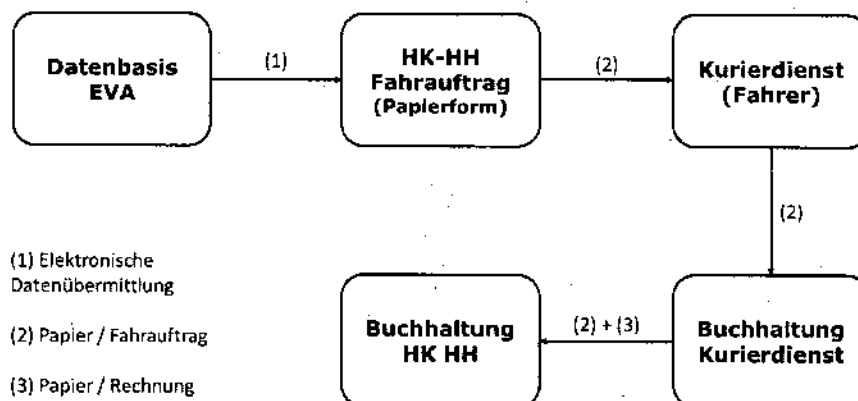 Datenbasis
EVA
(1)
HK-HH
Fahrauftrag
(Papierform)
(2)
Kurierdienst
(Fahrer)
(2)
(1) Elektronische
Datenübermittlung
(2) Papier / Fahrauftrag
(3) Papier / Rechnung
Buchhaltung
HK HH
(2) + (3)
Buchhaltung
Kurierdienst